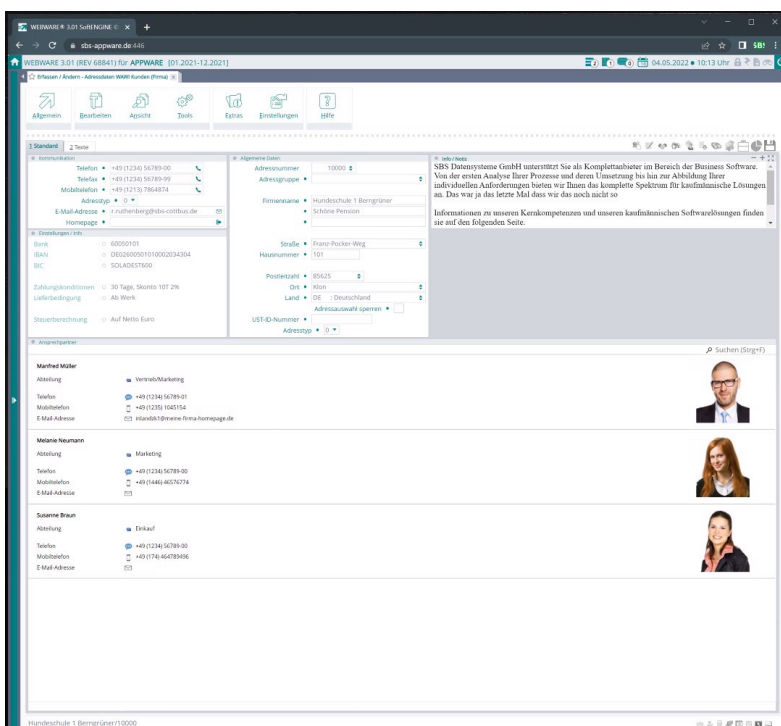 WEBWARE® 3.01 SoftENGINE ©
sbs-appware.de:446
WEBWARE 3.01 (REV 68841) für APPWARE [01.2021-12.2021]
04.05.2022 • 10:13 Uhr
Erfassen / Ändern - Adressdaten WARI Kunden (Firma)
Allgemein
Bearbeiten
Ansicht
Tools
Extras
Einstellungen
Hilfe
1 Standard
2 Texte
Kommunikation
Telefon +49 (1234) 56789-00
Telefax +49 (1234) 56789-99
Mobiltelefon +49 (1213) 7864874
Adresstyp 0
E-Mail-Adresse r.ruthenberg@sbs-cottbus.de
Homepage
Einstellungen / Info
Bank 60050101
IBAN DE02600501010002034304
BIC SOLADEST600
Zahlungskonditionen 30 Tage, Skonto 10T 2%
Lieferbedingung Ab Werk
Steuerberechnung Auf Netto Euro
Allgemeine Daten
Adressnummer 10000
Adressgruppe
Firmenname Hundeschule 1 Berngrüner
Schöne Pension
Straße Franz-Pocker-Weg
Hausnummer 101
Postleitzahl 85625
Ort Klon
Land DE : Deutschland
Adressauswahl sperren
UST-ID-Nummer
Adresstyp 0
Info / Notiz
SBS Datensysteme GmbH unterstützt Sie als Komplettanbieter im Bereich der Business Software.
Von der ersten Analyse Ihrer Prozesse und deren Umsetzung bis hin zur Abbildung Ihrer
individuellen Anforderungen bieten wir Ihnen das komplette Spektrum für kaufmännische Lösungen
an. Das war ja das letzte Mal dass wir das noch nicht so
Informationen zu unseren Kernkompetenzen und unseren kaufmännischen Softwarelösungen finden
sie auf den folgenden Seite.
Ansprechpartner
Suchen (Strg+F)
Manfred Müller
Abteilung Vertrieb/Marketing
Telefon +49 (1234) 56789-01
Mobiltelefon +49 (1235) 1045154
E-Mail-Adresse inlandzk1@meine-firma-homepage.de
Melanie Neumann
Abteilung Marketing
Telefon +49 (1234) 56789-00
Mobiltelefon +49 (1446) 46576774
E-Mail-Adresse
Susanne Braun
Abteilung Einkauf
Telefon +49 (1234) 56789-00
Mobiltelefon +49 (174) 464789496
E-Mail-Adresse
Hundeschule 1 Berngrüner/10000